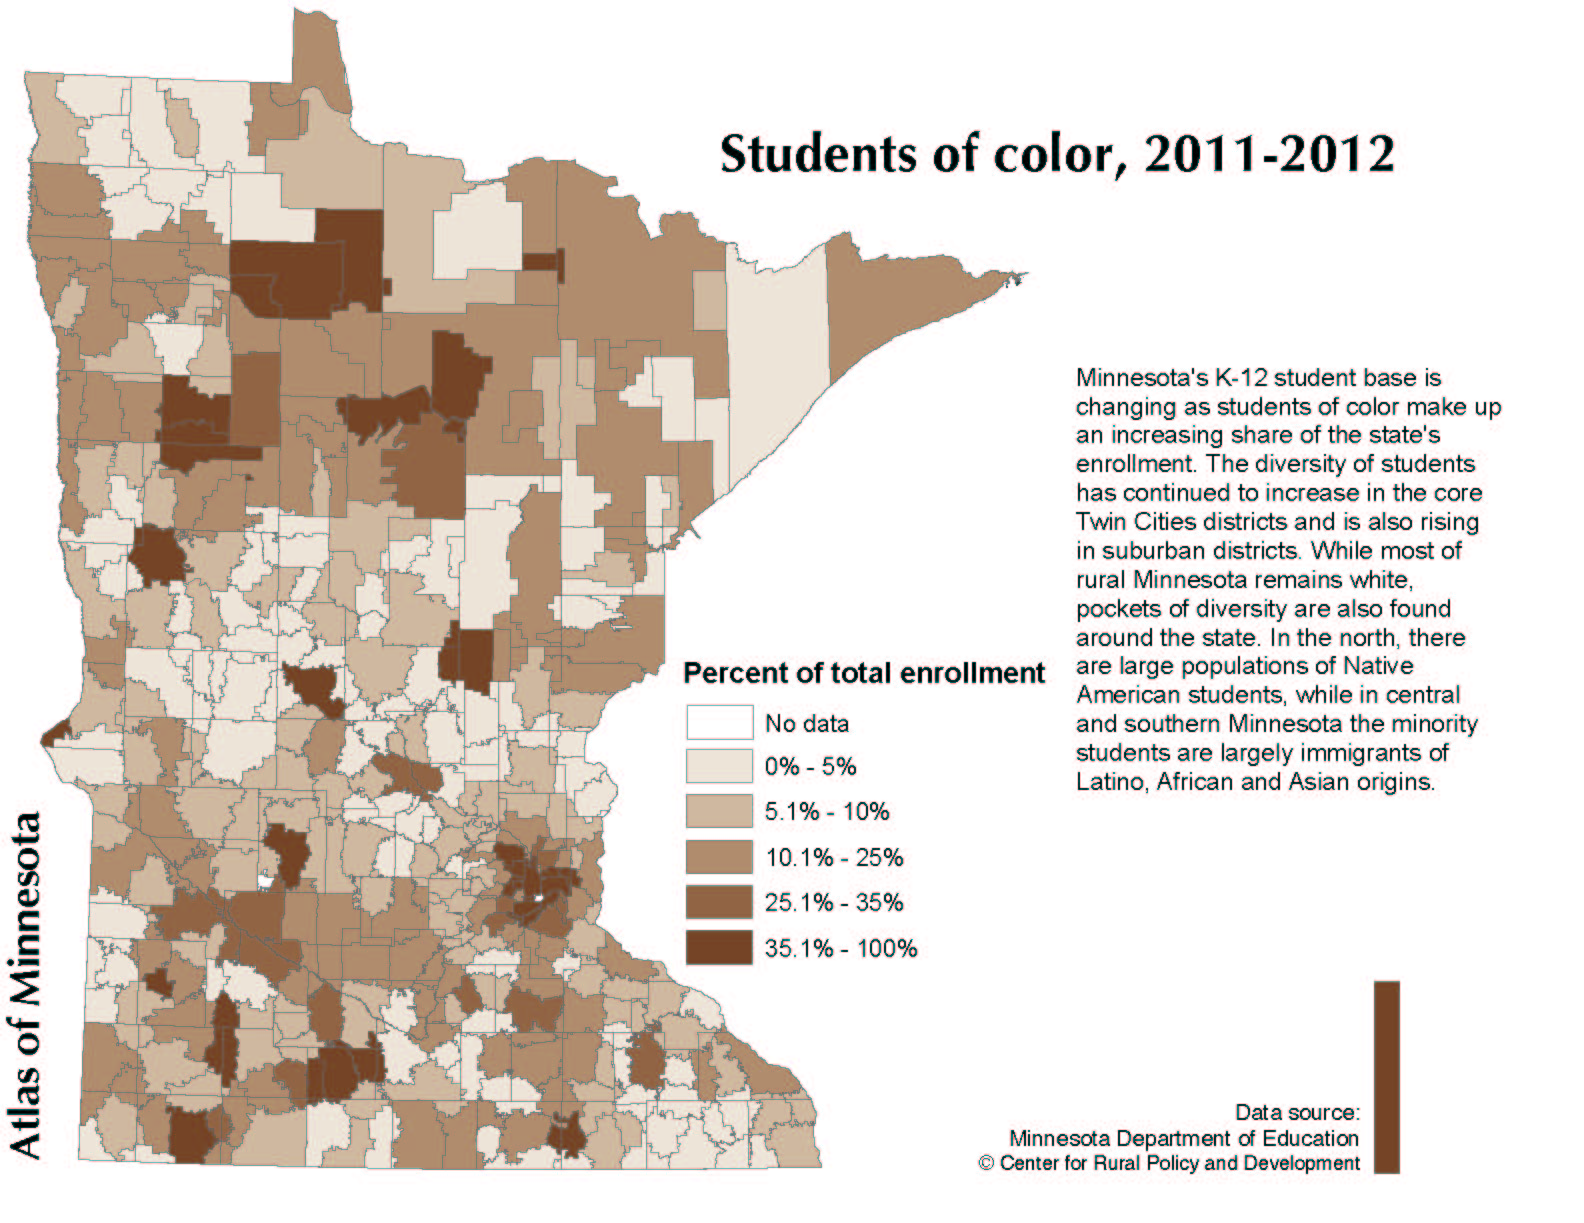 Students of color, 2011-2012
Minnesota's K-12 student base is
changing as students of color make up
an increasing share of the state's
enrollment. The diversity of students
has continued to increase in the core
Twin Cities districts and is also rising
in suburban districts. While most of
rural Minnesota remains white,
pockets of diversity are also found
around the state. In the north, there
are large populations of Native
American students, while in central
and southern Minnesota the minority
students are largely immigrants of
Latino, African and Asian origins.
Percent of total enrollment
No data
0% - 5%
5.1% - 10%
10.1% - 25%
25.1% - 35%
35.1% - 100%
Atlas of Minnesota
Data source:
Minnesota Department of Education
© Center for Rural Policy and Development